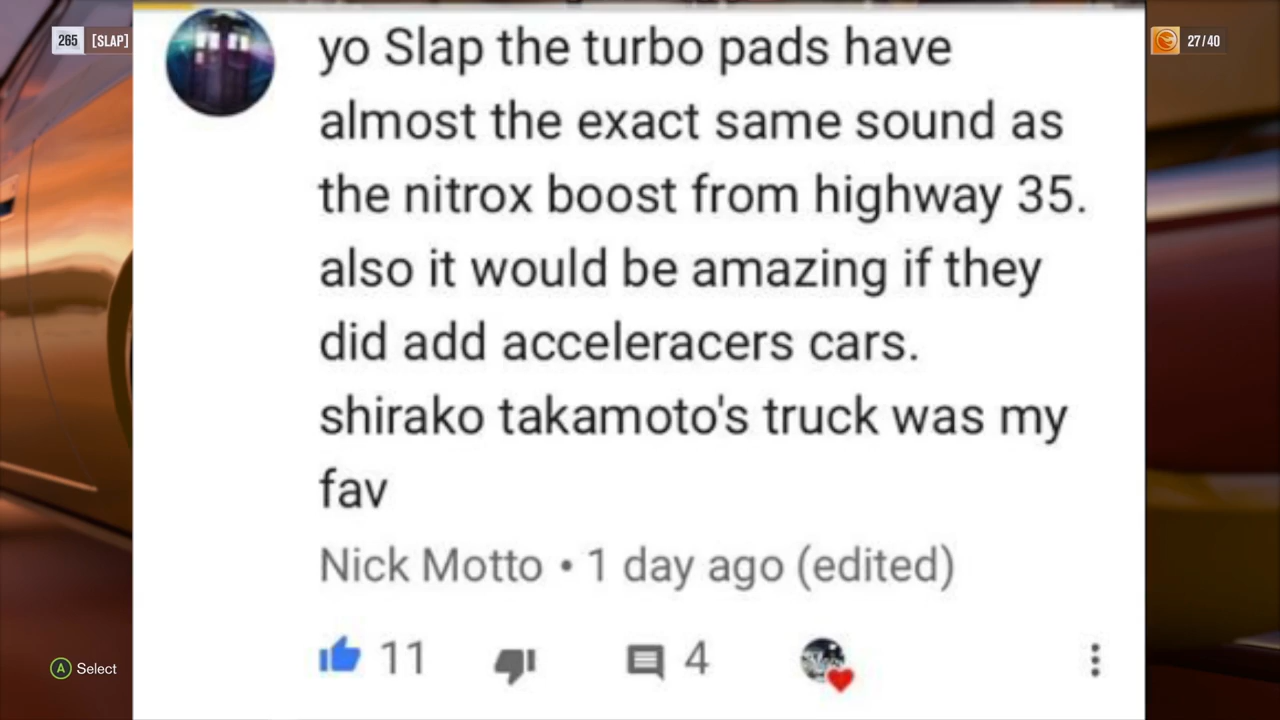 265 [SLAP]
27/40
yo Slap the turbo pads have
almost the exact same sound as
the nitrox boost from highway 35.
also it would be amazing if they
did add acceleracers cars.
shirako takamoto's truck was my
fav
Nick Motto • 1 day ago (edited)
11 4
A Select